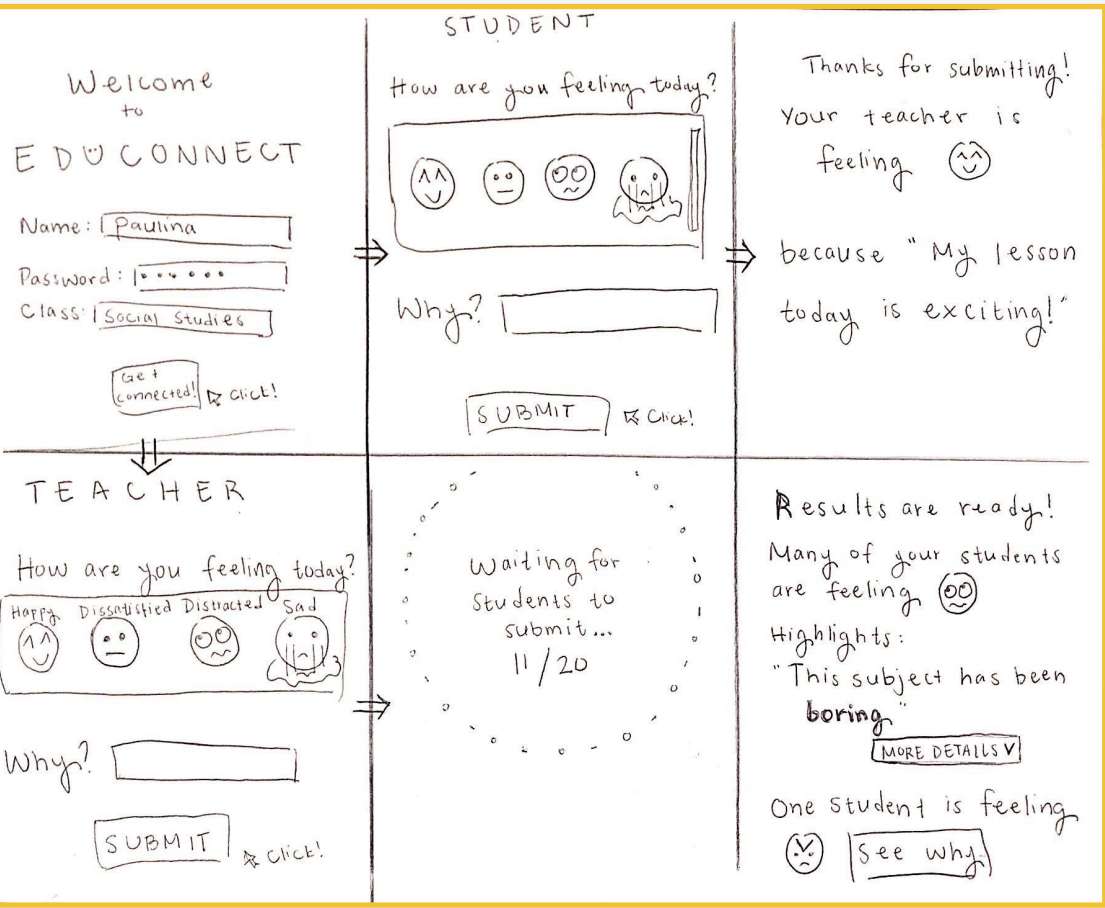 Welcome
to
EDUCONNECT
Name: Paulina
Password: ••••••
Class: Social Studies
Get
connected!
Click!
STUDENT
How are you feeling today?
Why?
SUBMIT
Click!
Thanks for submitting!
Your teacher is
feeling
because "My lesson
today is exciting!"
TEACHER
How are you feeling today?
Happy Dissatisfied Distracted Sad
Why?
SUBMIT
Click!
Waiting for
Students to
submit...
11/20
Results are ready!
Many of your students
are feeling
Highlights:
"This subject has been
boring"
MORE DETAILS V
One student is feeling
See why